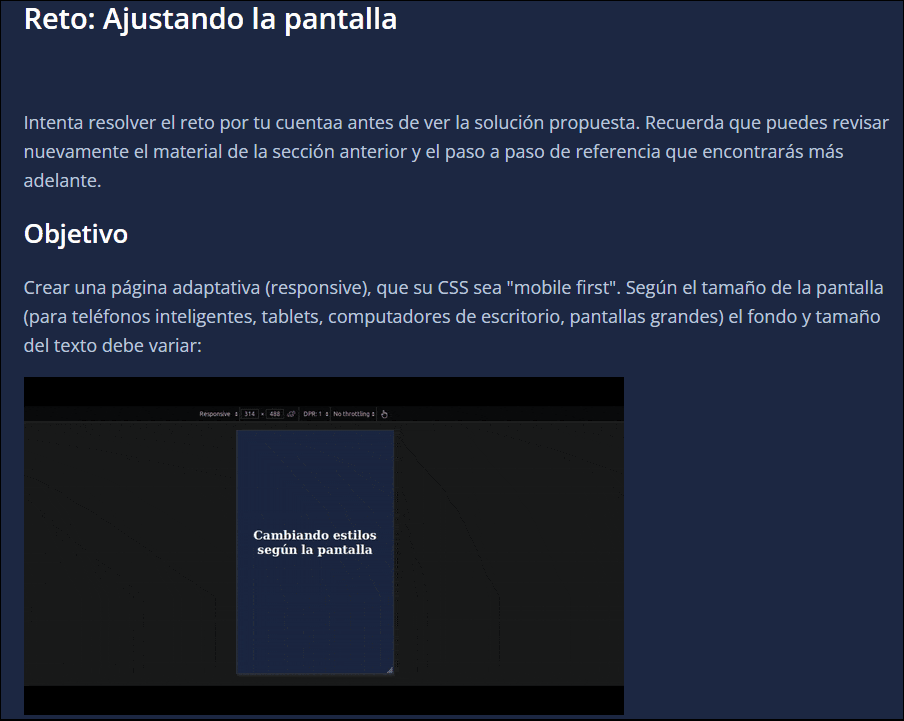 Reto: Ajustando la pantalla
Intenta resolver el reto por tu cuentaa antes de ver la solución propuesta. Recuerda que puedes revisar
nuevamente el material de la sección anterior y el paso a paso de referencia que encontrarás más
adelante.
Objetivo
Crear una página adaptativa (responsive), que su CSS sea "mobile first". Según el tamaño de la pantalla
(para teléfonos inteligentes, tablets, computadores de escritorio, pantallas grandes) el fondo y tamaño
del texto debe variar:
Responsive 314 × 488 DPR: 1 No throttling
Cambiando estilos
según la pantalla